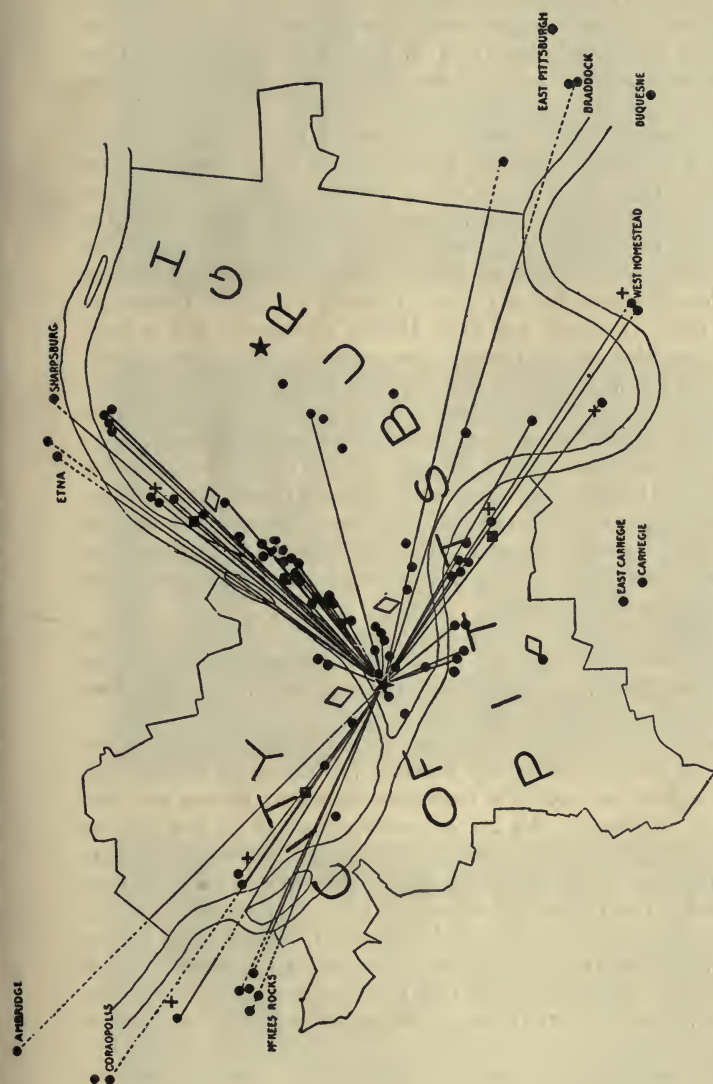 AMBRIDGE
CORAOPOLIS
McKEES ROCKS
ETNA
SHARPSBURG
CITY
OF
PITTSBURGH
EAST PITTSBURGH
BRADDOCK
DUQUESNE
WEST HOMESTEAD
EAST CARNEGIE
CARNEGIE